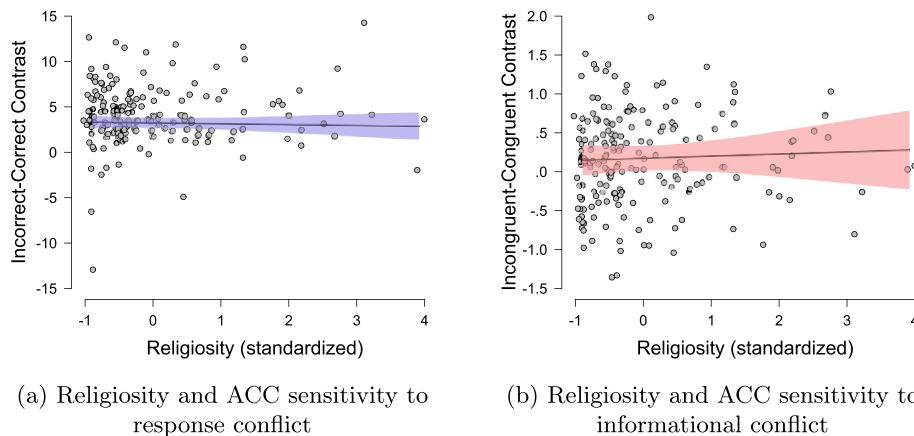 Incorrect-Correct Contrast
15
10
5
0
-5
-10
-15
-1 0 1 2 3 4
Religiosity (standardized)
(a) Religiosity and ACC sensitivity to
response conflict
Incongruent-Congruent Contrast
2.0
1.5
1.0
.5
.0
-.5
-1.0
-1.5
-1 0 1 2 3 4
Religiosity (standardized)
(b) Religiosity and ACC sensitivity to
informational conflict